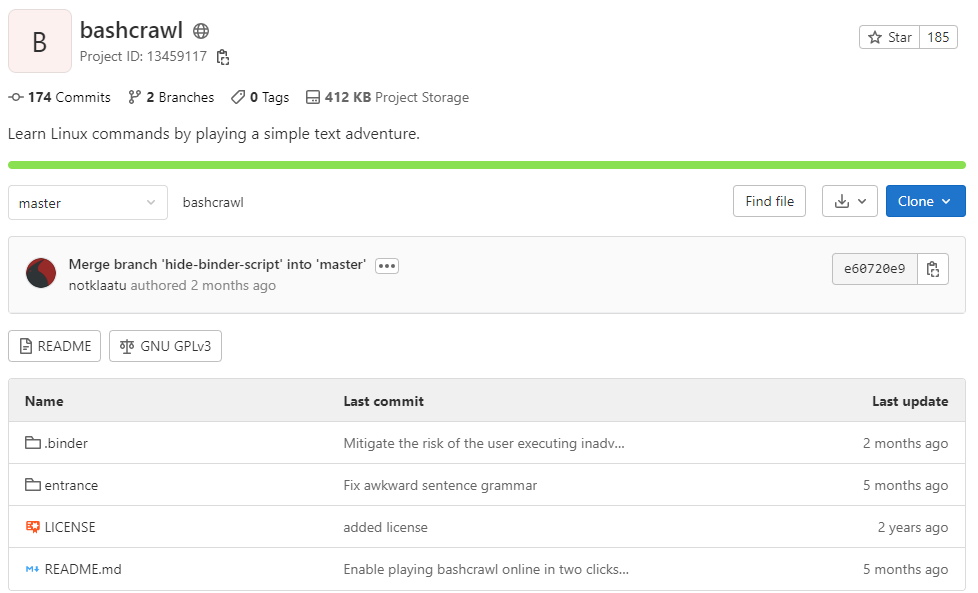 B
bashcrawl
Project ID: 13459117
Star 185
174 Commits 2 Branches 0 Tags 412 KB Project Storage
Learn Linux commands by playing a simple text adventure.
master bashcrawl Find file Clone
Merge branch 'hide-binder-script' into 'master'
notklaatu authored 2 months ago
e60720e9
README GNU GPLv3
Name Last commit Last update
.binder Mitigate the risk of the user executing inadv... 2 months ago
entrance Fix awkward sentence grammar 5 months ago
LICENSE added license 2 years ago
README.md Enable playing bashcrawl online in two clicks... 5 months ago